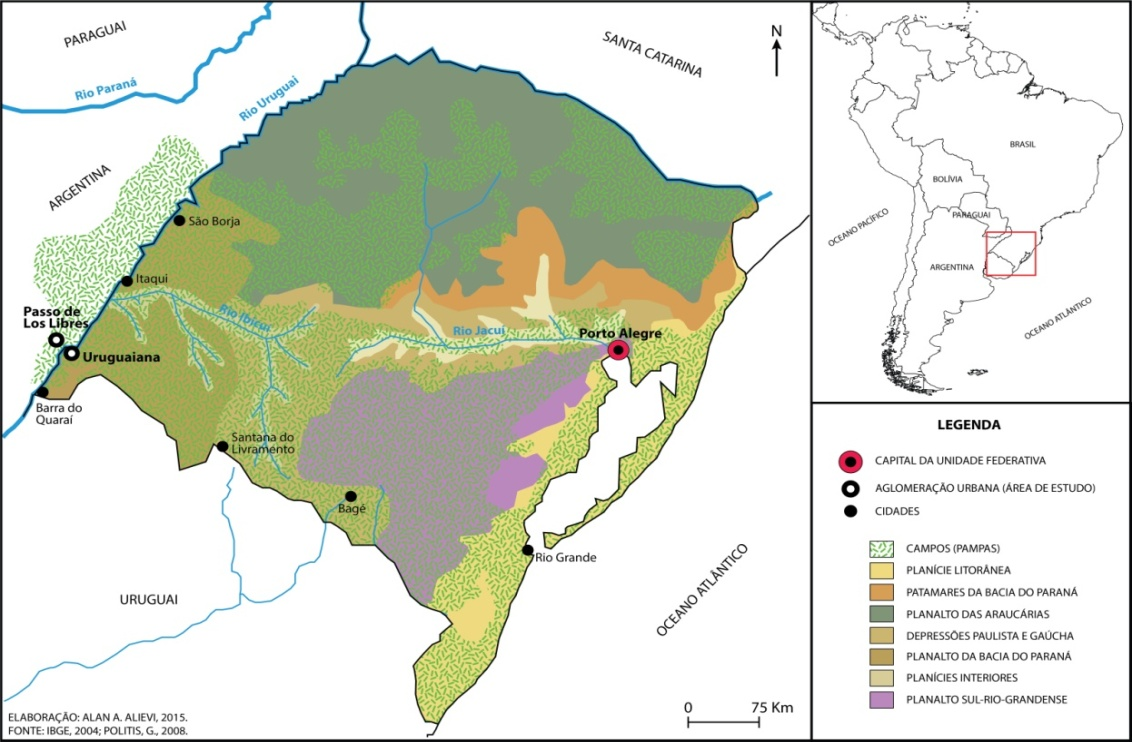 PARAGUAI
SANTA CATARINA
N
Rio Paraná
Rio Uruguai
ARGENTINA
São Borja
Itaqui
Passo de
Los Libres
Rio Ibicuí
Rio Jacuí
Porto Alegre
Uruguaiana
Barra do
Quaraí
Santana do
Livramento
Bagé
Rio Grande
URUGUAI
OCEANO ATLÂNTICO
0 75 Km
ELABORAÇÃO: ALAN A. ALIEVI, 2015.
FONTE: IBGE, 2004; POLITIS, G., 2008.
BRASIL
BOLÍVIA
PARAGUAI
OCEANO PACÍFICO
ARGENTINA
OCEANO ATLÂNTICO
LEGENDA
CAPITAL DA UNIDADE FEDERATIVA
AGLOMERAÇÃO URBANA (ÁREA DE ESTUDO)
CIDADES
CAMPOS (PAMPAS)
PLANÍCIE LITORÂNEA
PATAMARES DA BACIA DO PARANÁ
PLANALTO DAS ARAUCÁRIAS
DEPRESSÕES PAULISTA E GAÚCHA
PLANALTO DA BACIA DO PARANÁ
PLANÍCIES INTERIORES
PLANALTO SUL-RIO-GRANDENSE